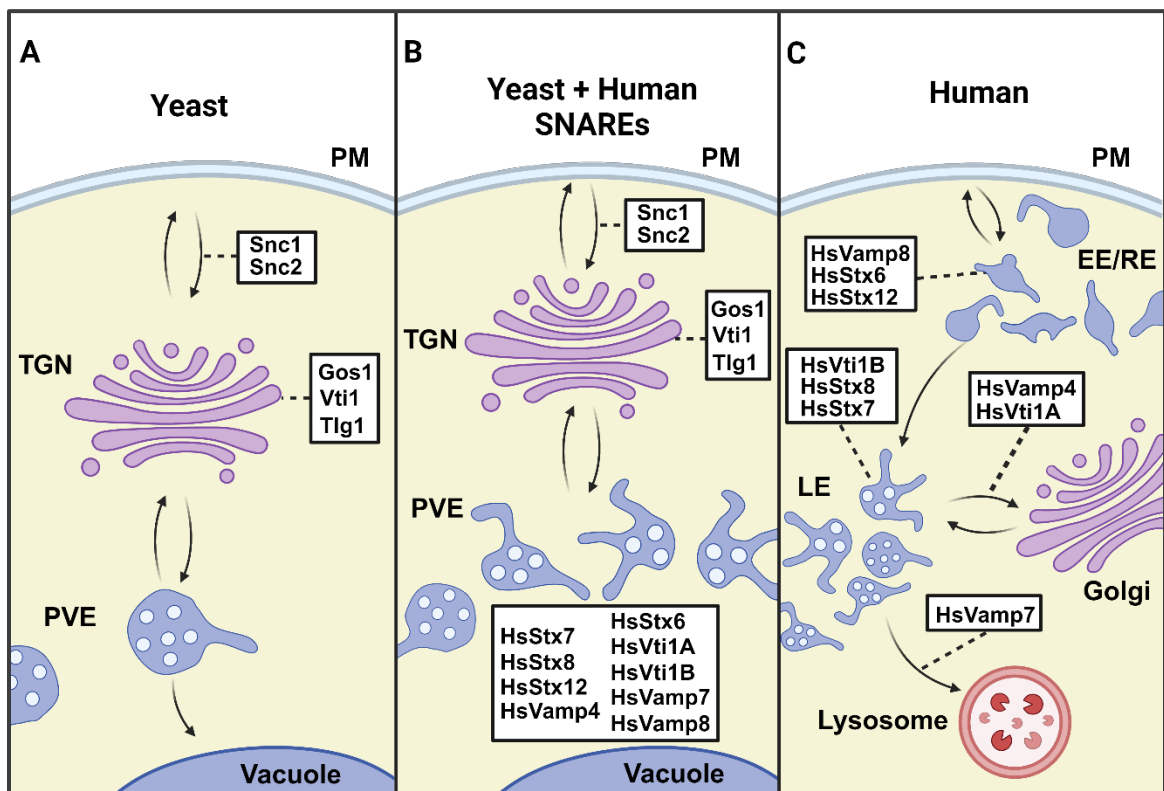 A
Yeast
PM
Snc1
Snc2
TGN
Gos1
Vti1
Tlg1
PVE
Vacuole
B
Yeast + Human
SNAREs
PM
Snc1
Snc2
TGN
Gos1
Vti1
Tlg1
PVE
HsStx7
HsStx8
HsStx12
HsVamp4
HsStx6
HsVti1A
HsVti1B
HsVamp7
HsVamp8
Vacuole
C
Human
PM
HsVamp8
HsStx6
HsStx12
EE/RE
HsVti1B
HsStx8
HsStx7
HsVamp4
HsVti1A
LE
Golgi
HsVamp7
Lysosome